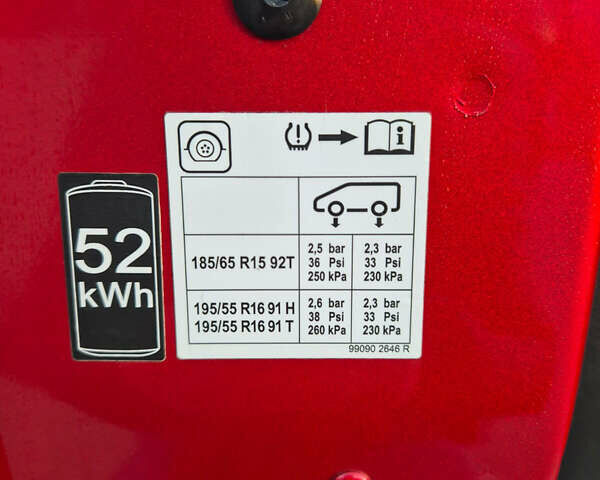 52
kWh
185/65 R15 92T
2,5 bar
36 Psi
250 kPa
2,3 bar
33 Psi
230 kPa
195/55 R16 91 H
195/55 R16 91 T
2,6 bar
38 Psi
260 kPa
2,3 bar
33 Psi
230 kPa
99090 2646 R